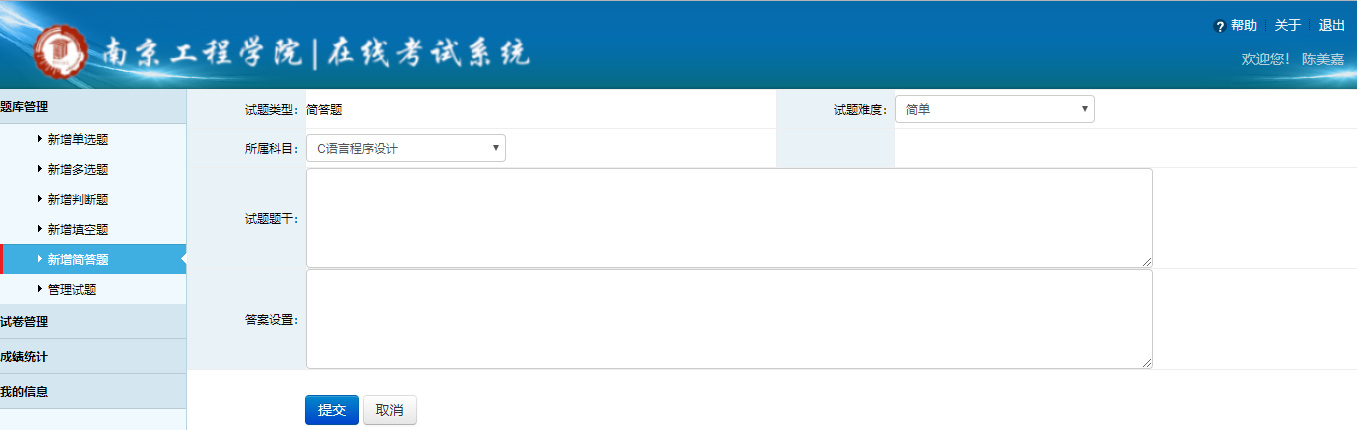 帮助 关于 退出
南京工程学院|在线考试系统
欢迎您! 陈美嘉
题库管理
新增单选题
新增多选题
新增判断题
新增填空题
新增简答题
管理试题
试卷管理
成绩统计
我的信息
试题类型: 简答题 试题难度: 简单
所属科目: C语言程序设计
试题题干:
答案设置:
提交 取消